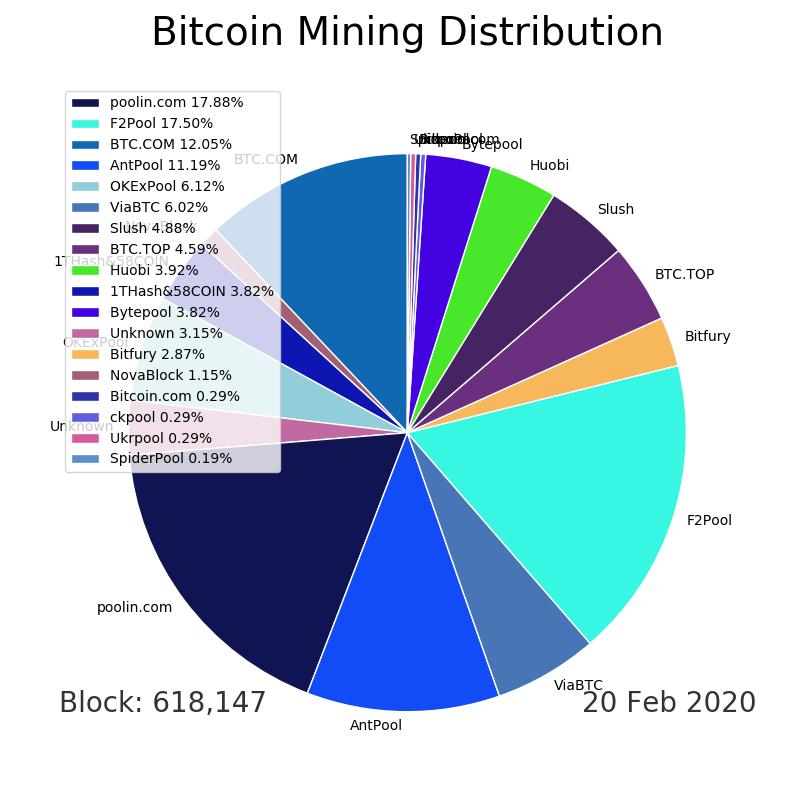 Bitcoin Mining Distribution
poolin.com 17.88%
F2Pool 17.50%
BTC.COM 12.05%
AntPool 11.19%
OKExPool 6.12%
ViaBTC 6.02%
Slush 4.88%
BTC.TOP 4.59%
Huobi 3.92%
1THash&58COIN 3.82%
Bytepool 3.82%
Unknown 3.15%
Bitfury 2.87%
NovaBlock 1.15%
Bitcoin.com 0.29%
ckpool 0.29%
Ukrpool 0.29%
SpiderPool 0.19%
BTC.COM
NovaBlock
1THash&58COIN
OKExPool
Unknown
poolin.com
AntPool
ViaBTC
F2Pool
Bitfury
BTC.TOP
Slush
Huobi
Bytepool
Block: 618,147
20 Feb 2020